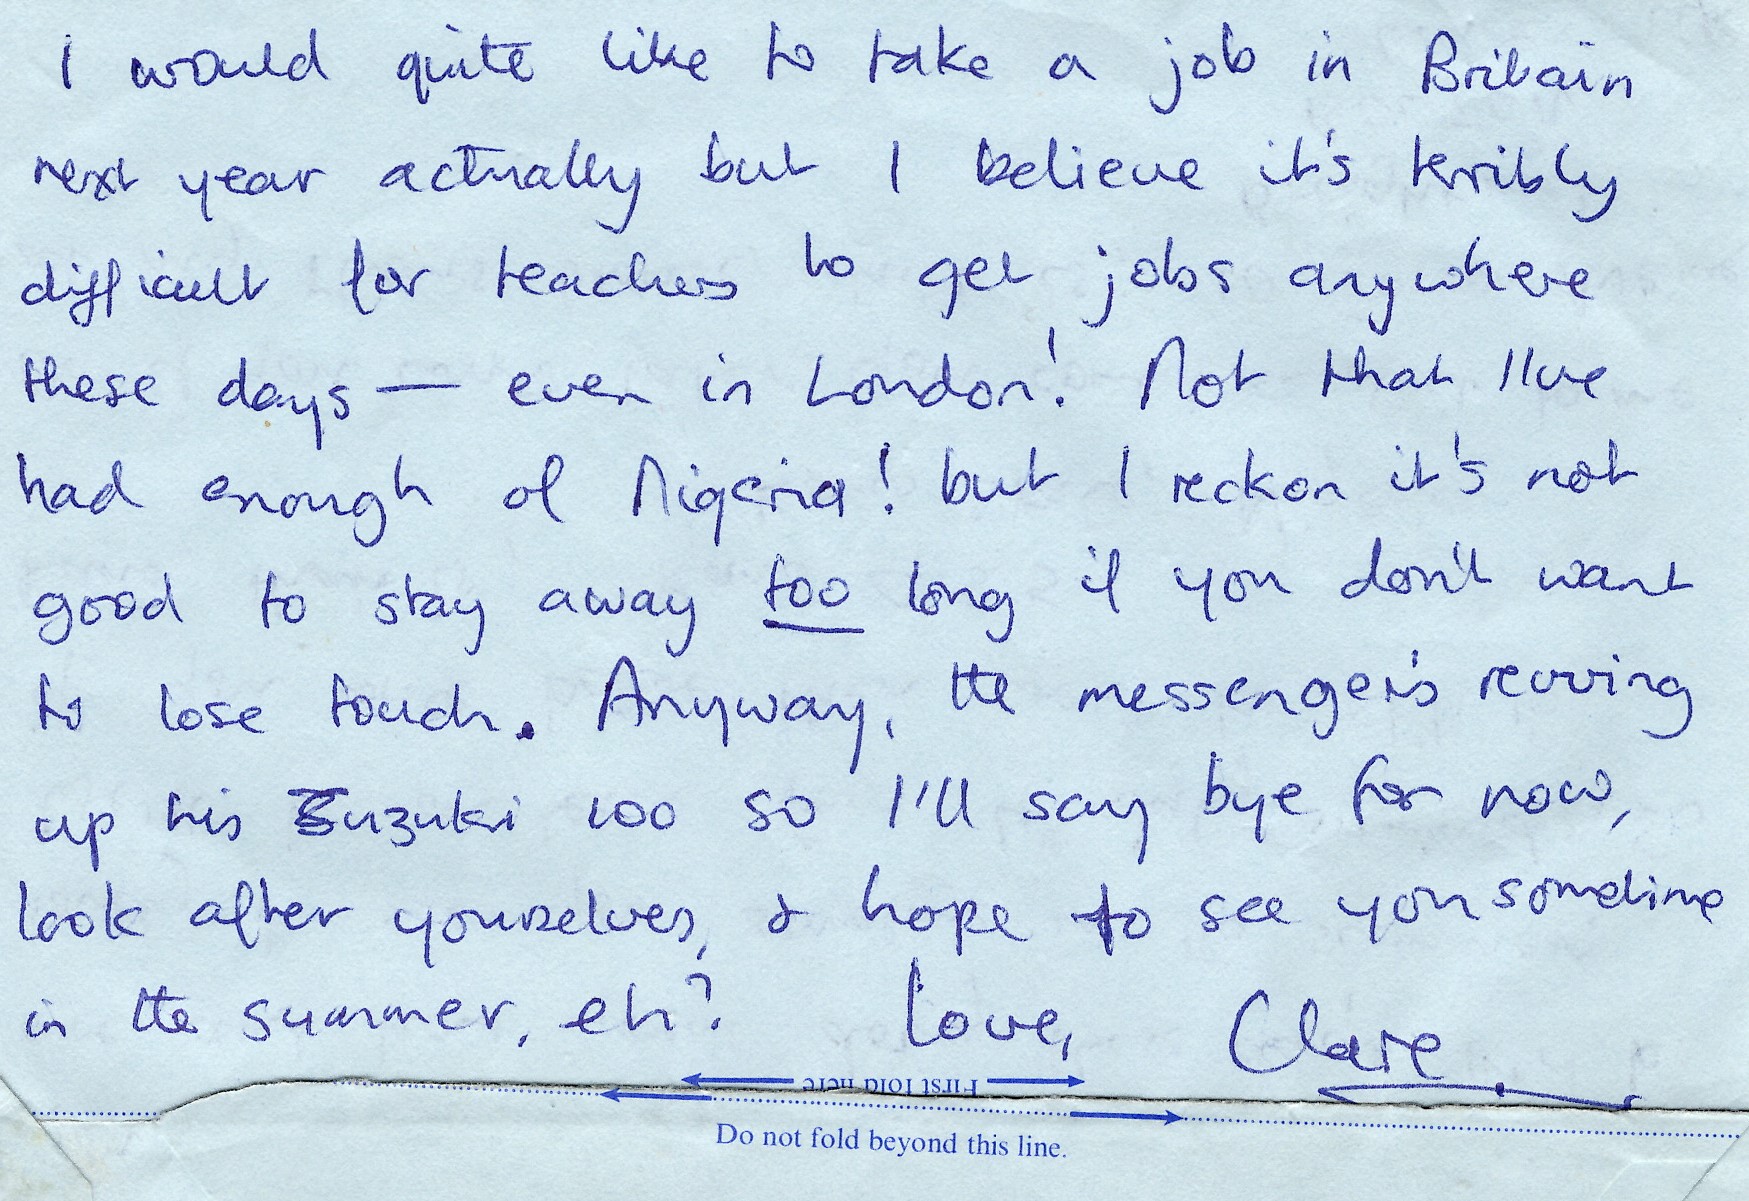 I would quite like to take a job in Britain
next year actually but I believe it's terribly
difficult for teachers to get jobs anywhere
these days — even in London! Not that I've
had enough of Nigeria! but I reckon it's not
good to stay away too long if you don't want
to lose touch. Anyway, the messenger's revving
up his Suzuki 100 so I'll say bye for now,
look after yourselves, & hope to see you sometime
in the summer, eh? Love, Clare.
First fold here
Do not fold beyond this line.